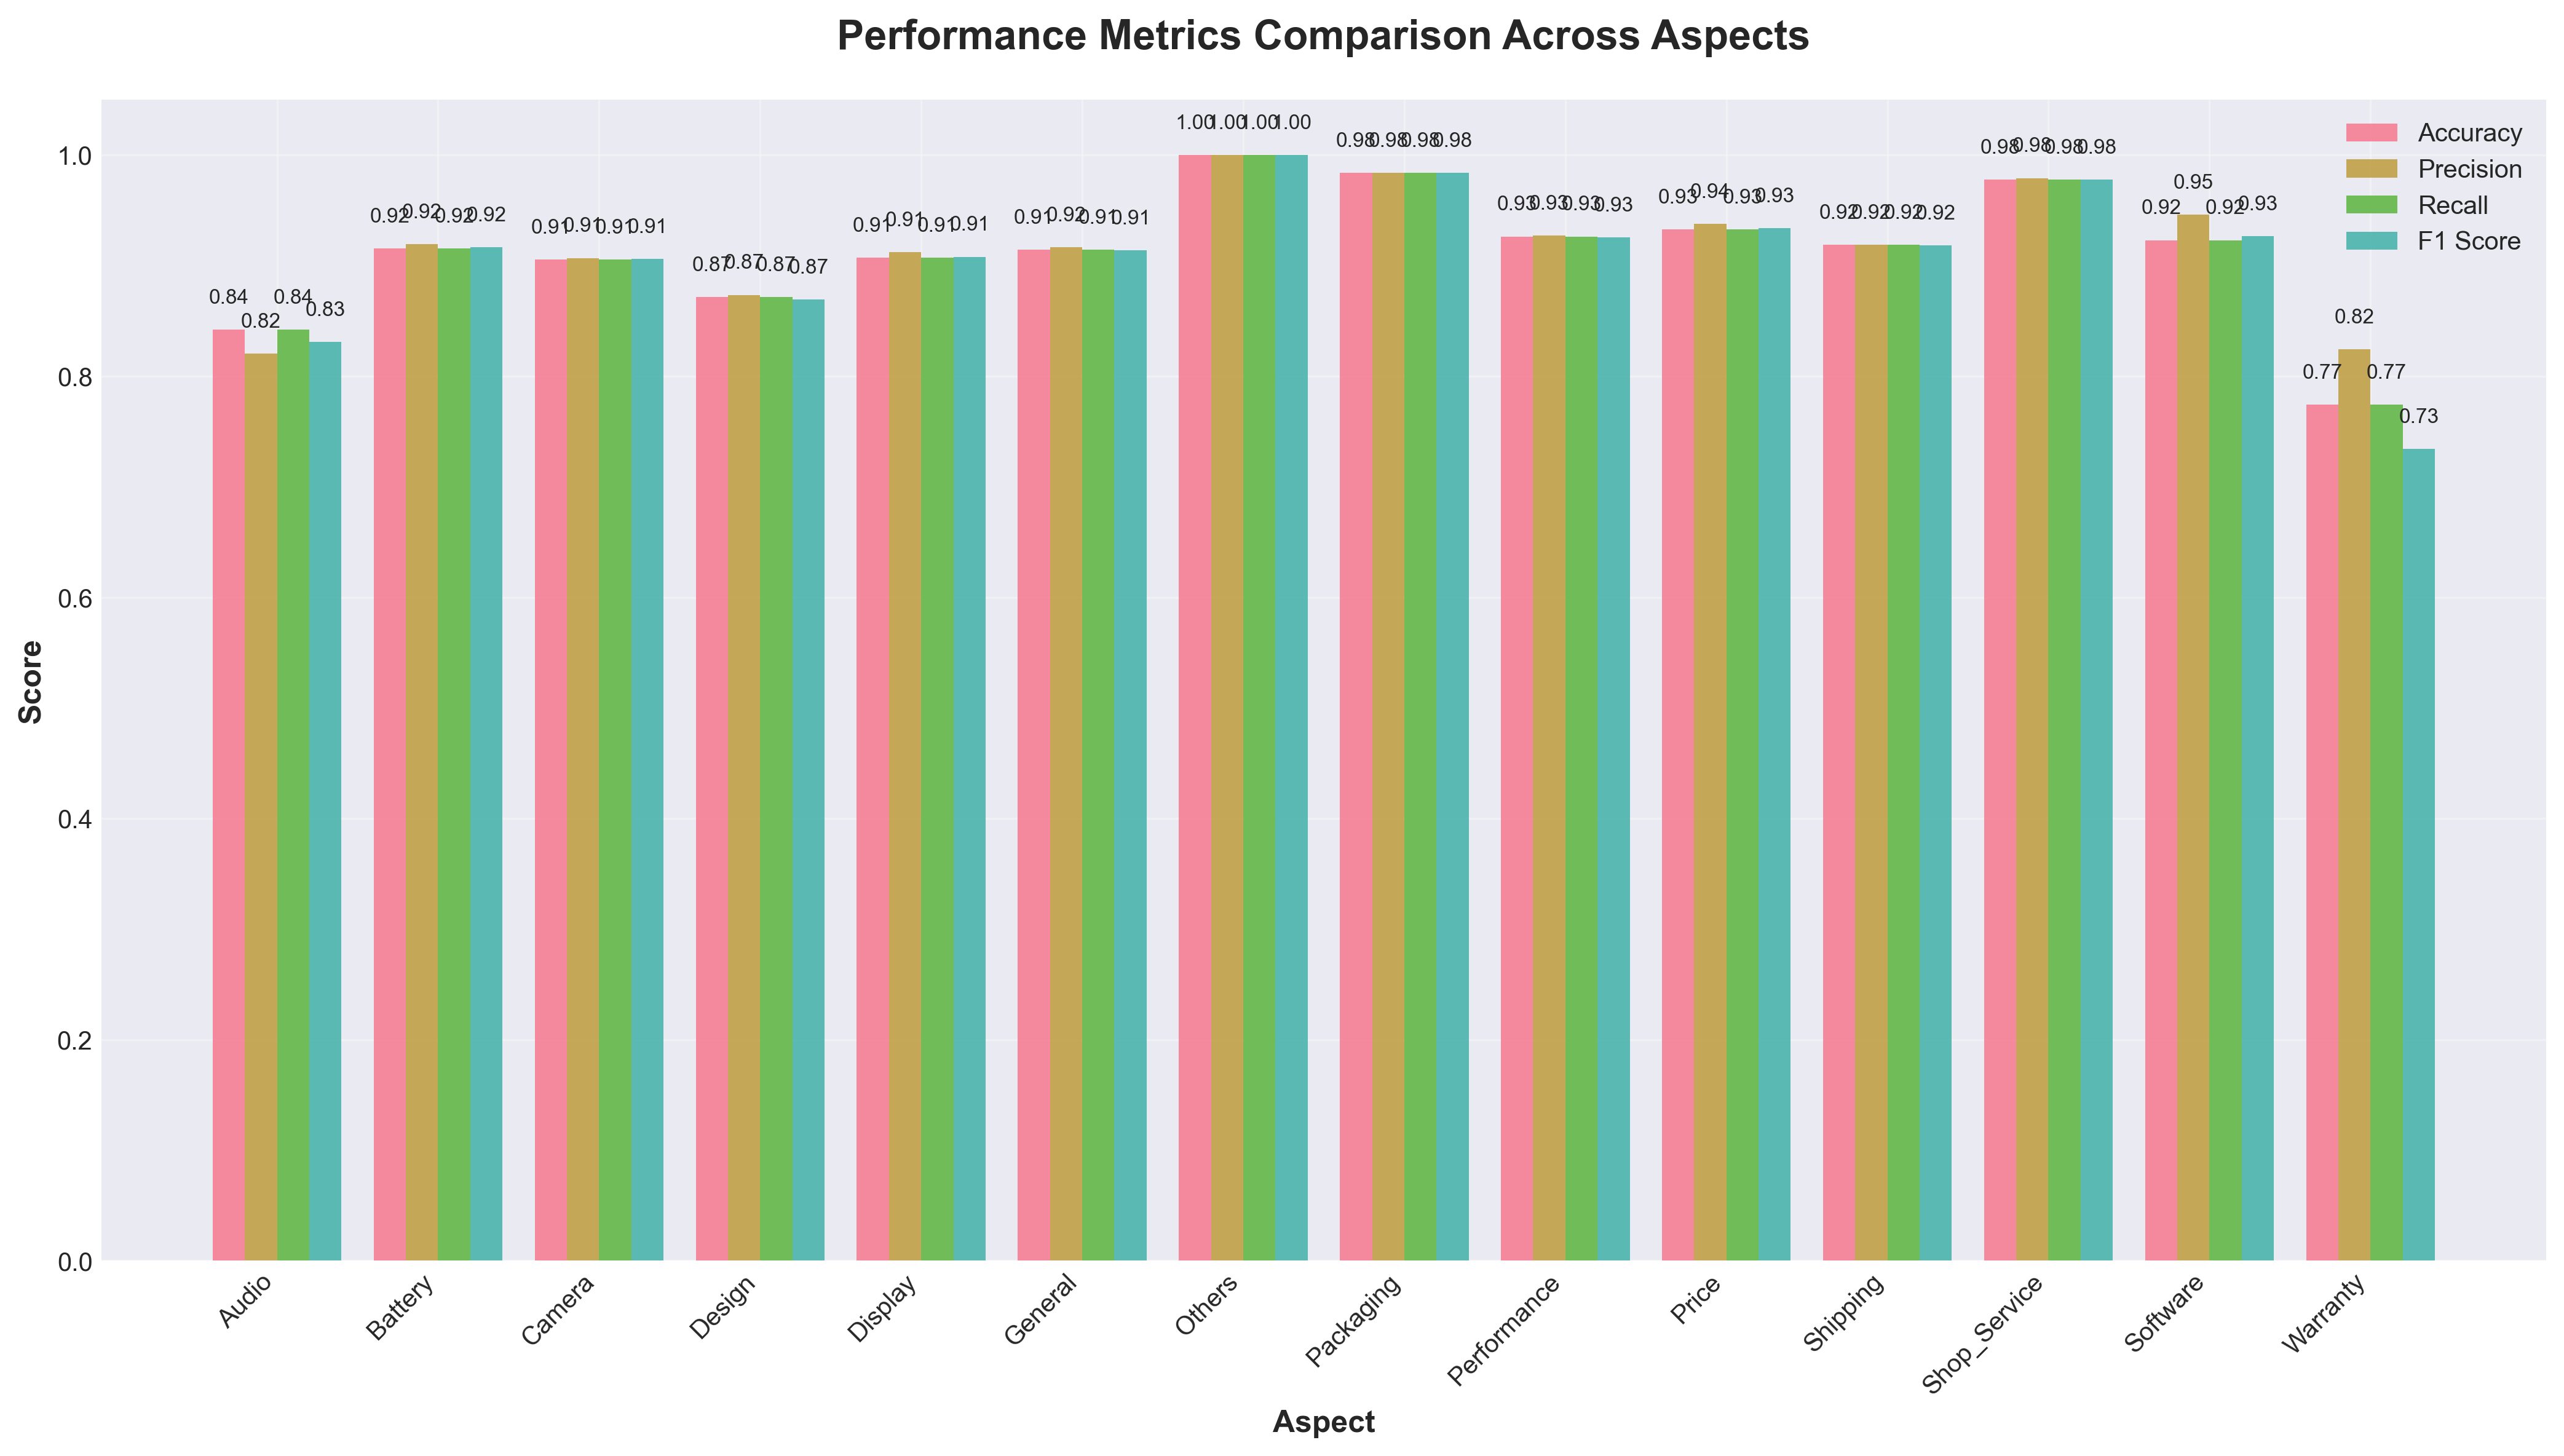 Performance Metrics Comparison Across Aspects
Accuracy
Precision
Recall
F1 Score
Score
1.0
0.8
0.6
0.4
0.2
0.0
0.84 0.82 0.84 0.83
0.92 0.92 0.92 0.92
0.91 0.91 0.91 0.91
0.87 0.87 0.87 0.87
0.91 0.91 0.91 0.91
0.91 0.92 0.91 0.91
1.00 1.00 1.00 1.00
0.98 0.98 0.98 0.98
0.93 0.93 0.93 0.93
0.93 0.94 0.93 0.93
0.92 0.92 0.92 0.92
0.98 0.98 0.98 0.98
0.92 0.95 0.92 0.93
0.77 0.82 0.77 0.73
Audio
Battery
Camera
Design
Display
General
Others
Packaging
Performance
Price
Shipping
Shop_Service
Software
Warranty
Aspect